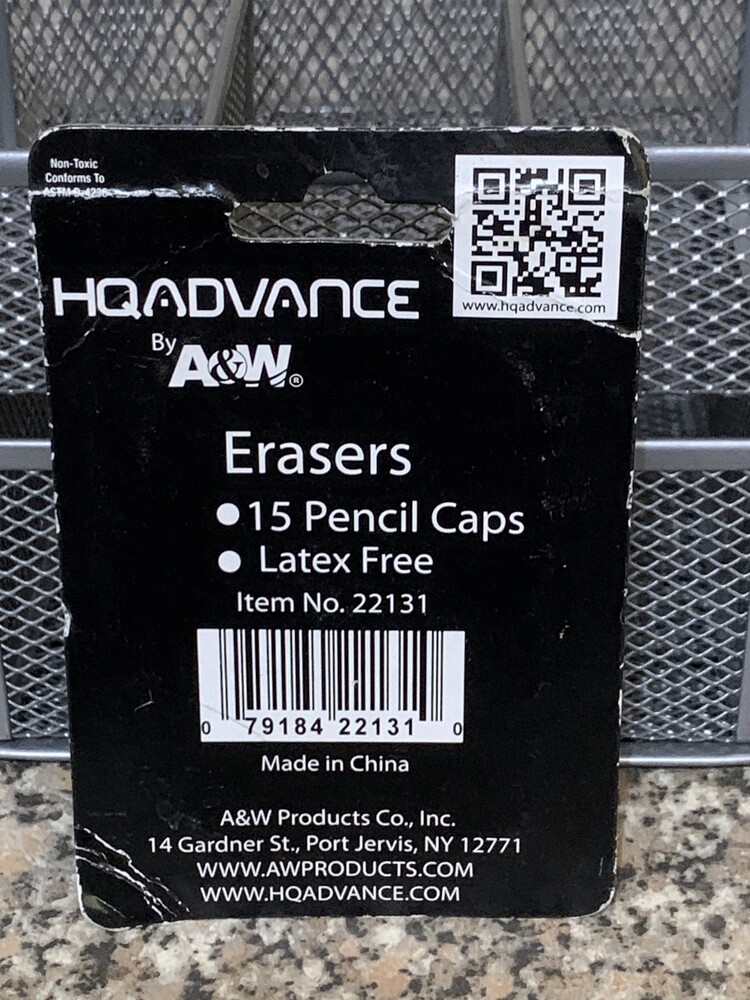 Non-Toxic
Conforms To
ASTM D-4236
www.hqadvance.com
HQADVANCE
By A&W®
Erasers
●15 Pencil Caps
● Latex Free
Item No. 22131
0 79184 22131 0
Made in China
A&W Products Co., Inc.
14 Gardner St., Port Jervis, NY 12771
WWW.AWPRODUCTS.COM
WWW.HQADVANCE.COM